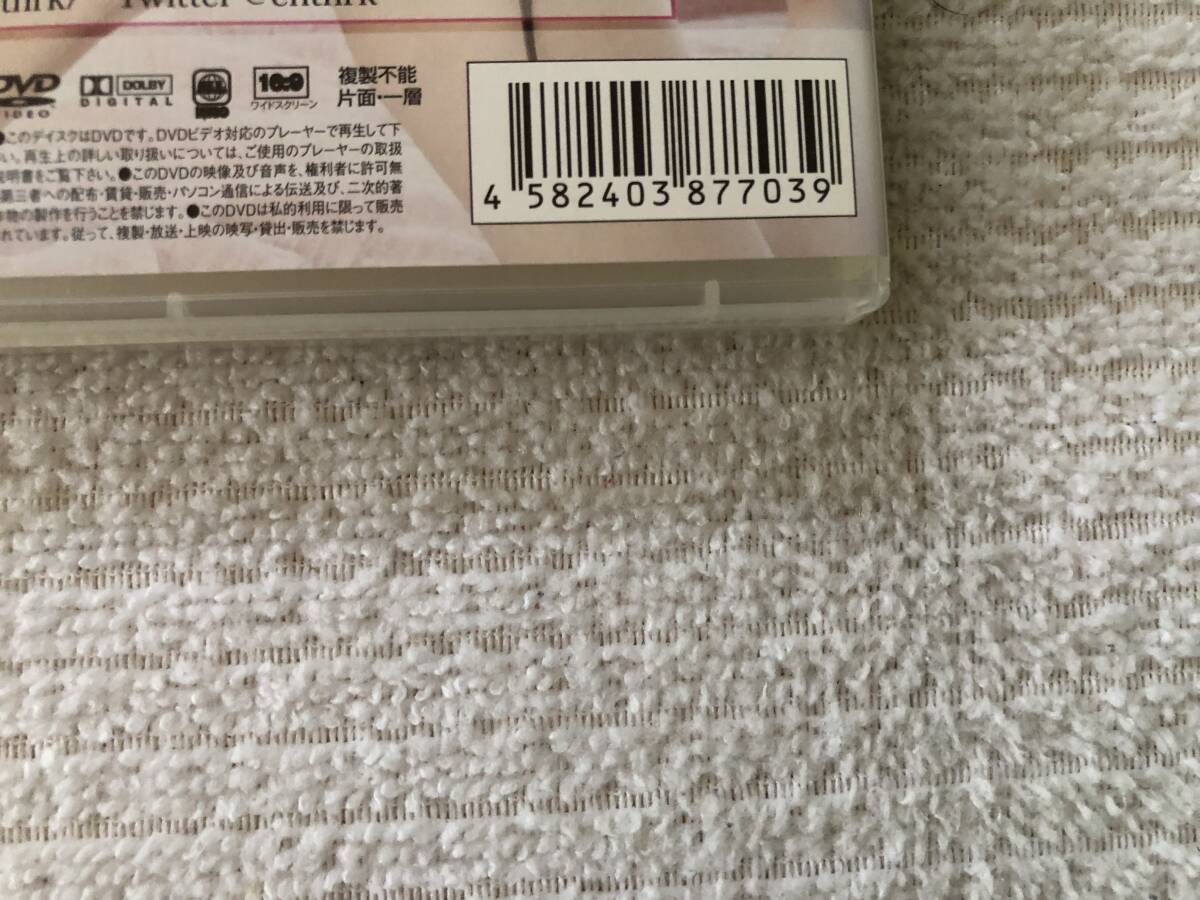 Twitter @enthrk
DVD
VIDEO
DOLBY
DIGITAL
16:9
ワイドスクリーン
複製不能
片面・一層
●このディスクはDVDです。DVDビデオ対応のプレーヤーで再生して下
い。再生上の詳しい取り扱いについては、ご使用のプレーヤーの取扱
説明書をご覧下さい。●このDVDの映像及び音声を、権利者に許可無
第三者への配布・賃貸・販売・パソコン通信による伝送及び、二次的著
作物の製作を行うことを禁じます。●このDVDは私的利用に限って販売
れています。従って、複製・放送・上映の映写・貸出・販売を禁じます。
4 582403 877039